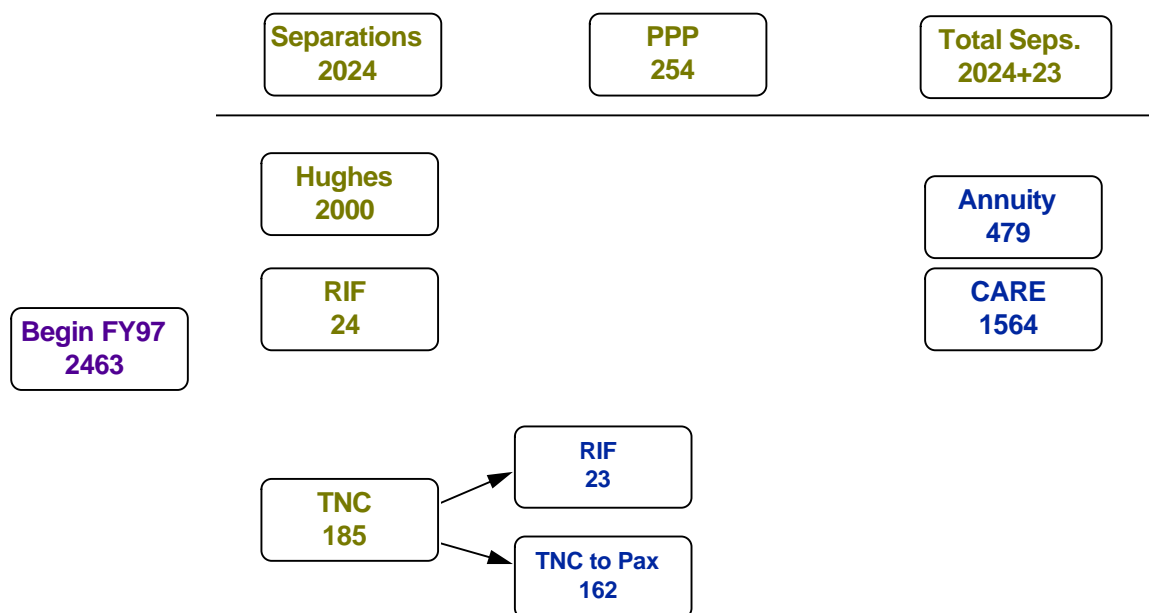 Separations
2024
PPP
254
Total Seps.
2024+23
Hughes
2000
Annuity
479
RIF
24
CARE
1564
Begin FY97
2463
RIF
23
TNC
185
TNC to Pax
162